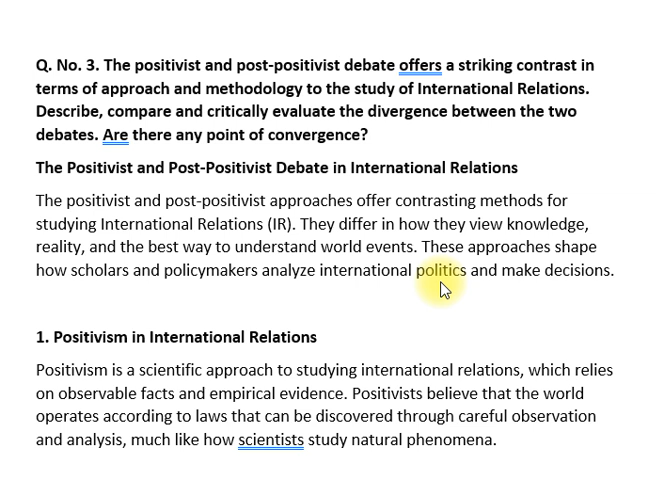 Q. No. 3. The positivist and post-positivist debate offers a striking contrast in
terms of approach and methodology to the study of International Relations.
Describe, compare and critically evaluate the divergence between the two
debates. Are there any point of convergence?
The Positivist and Post-Positivist Debate in International Relations
The positivist and post-positivist approaches offer contrasting methods for
studying International Relations (IR). They differ in how they view knowledge,
reality, and the best way to understand world events. These approaches shape
how scholars and policymakers analyze international politics and make decisions.
1. Positivism in International Relations
Positivism is a scientific approach to studying international relations, which relies
on observable facts and empirical evidence. Positivists believe that the world
operates according to laws that can be discovered through careful observation
and analysis, much like how scientists study natural phenomena.